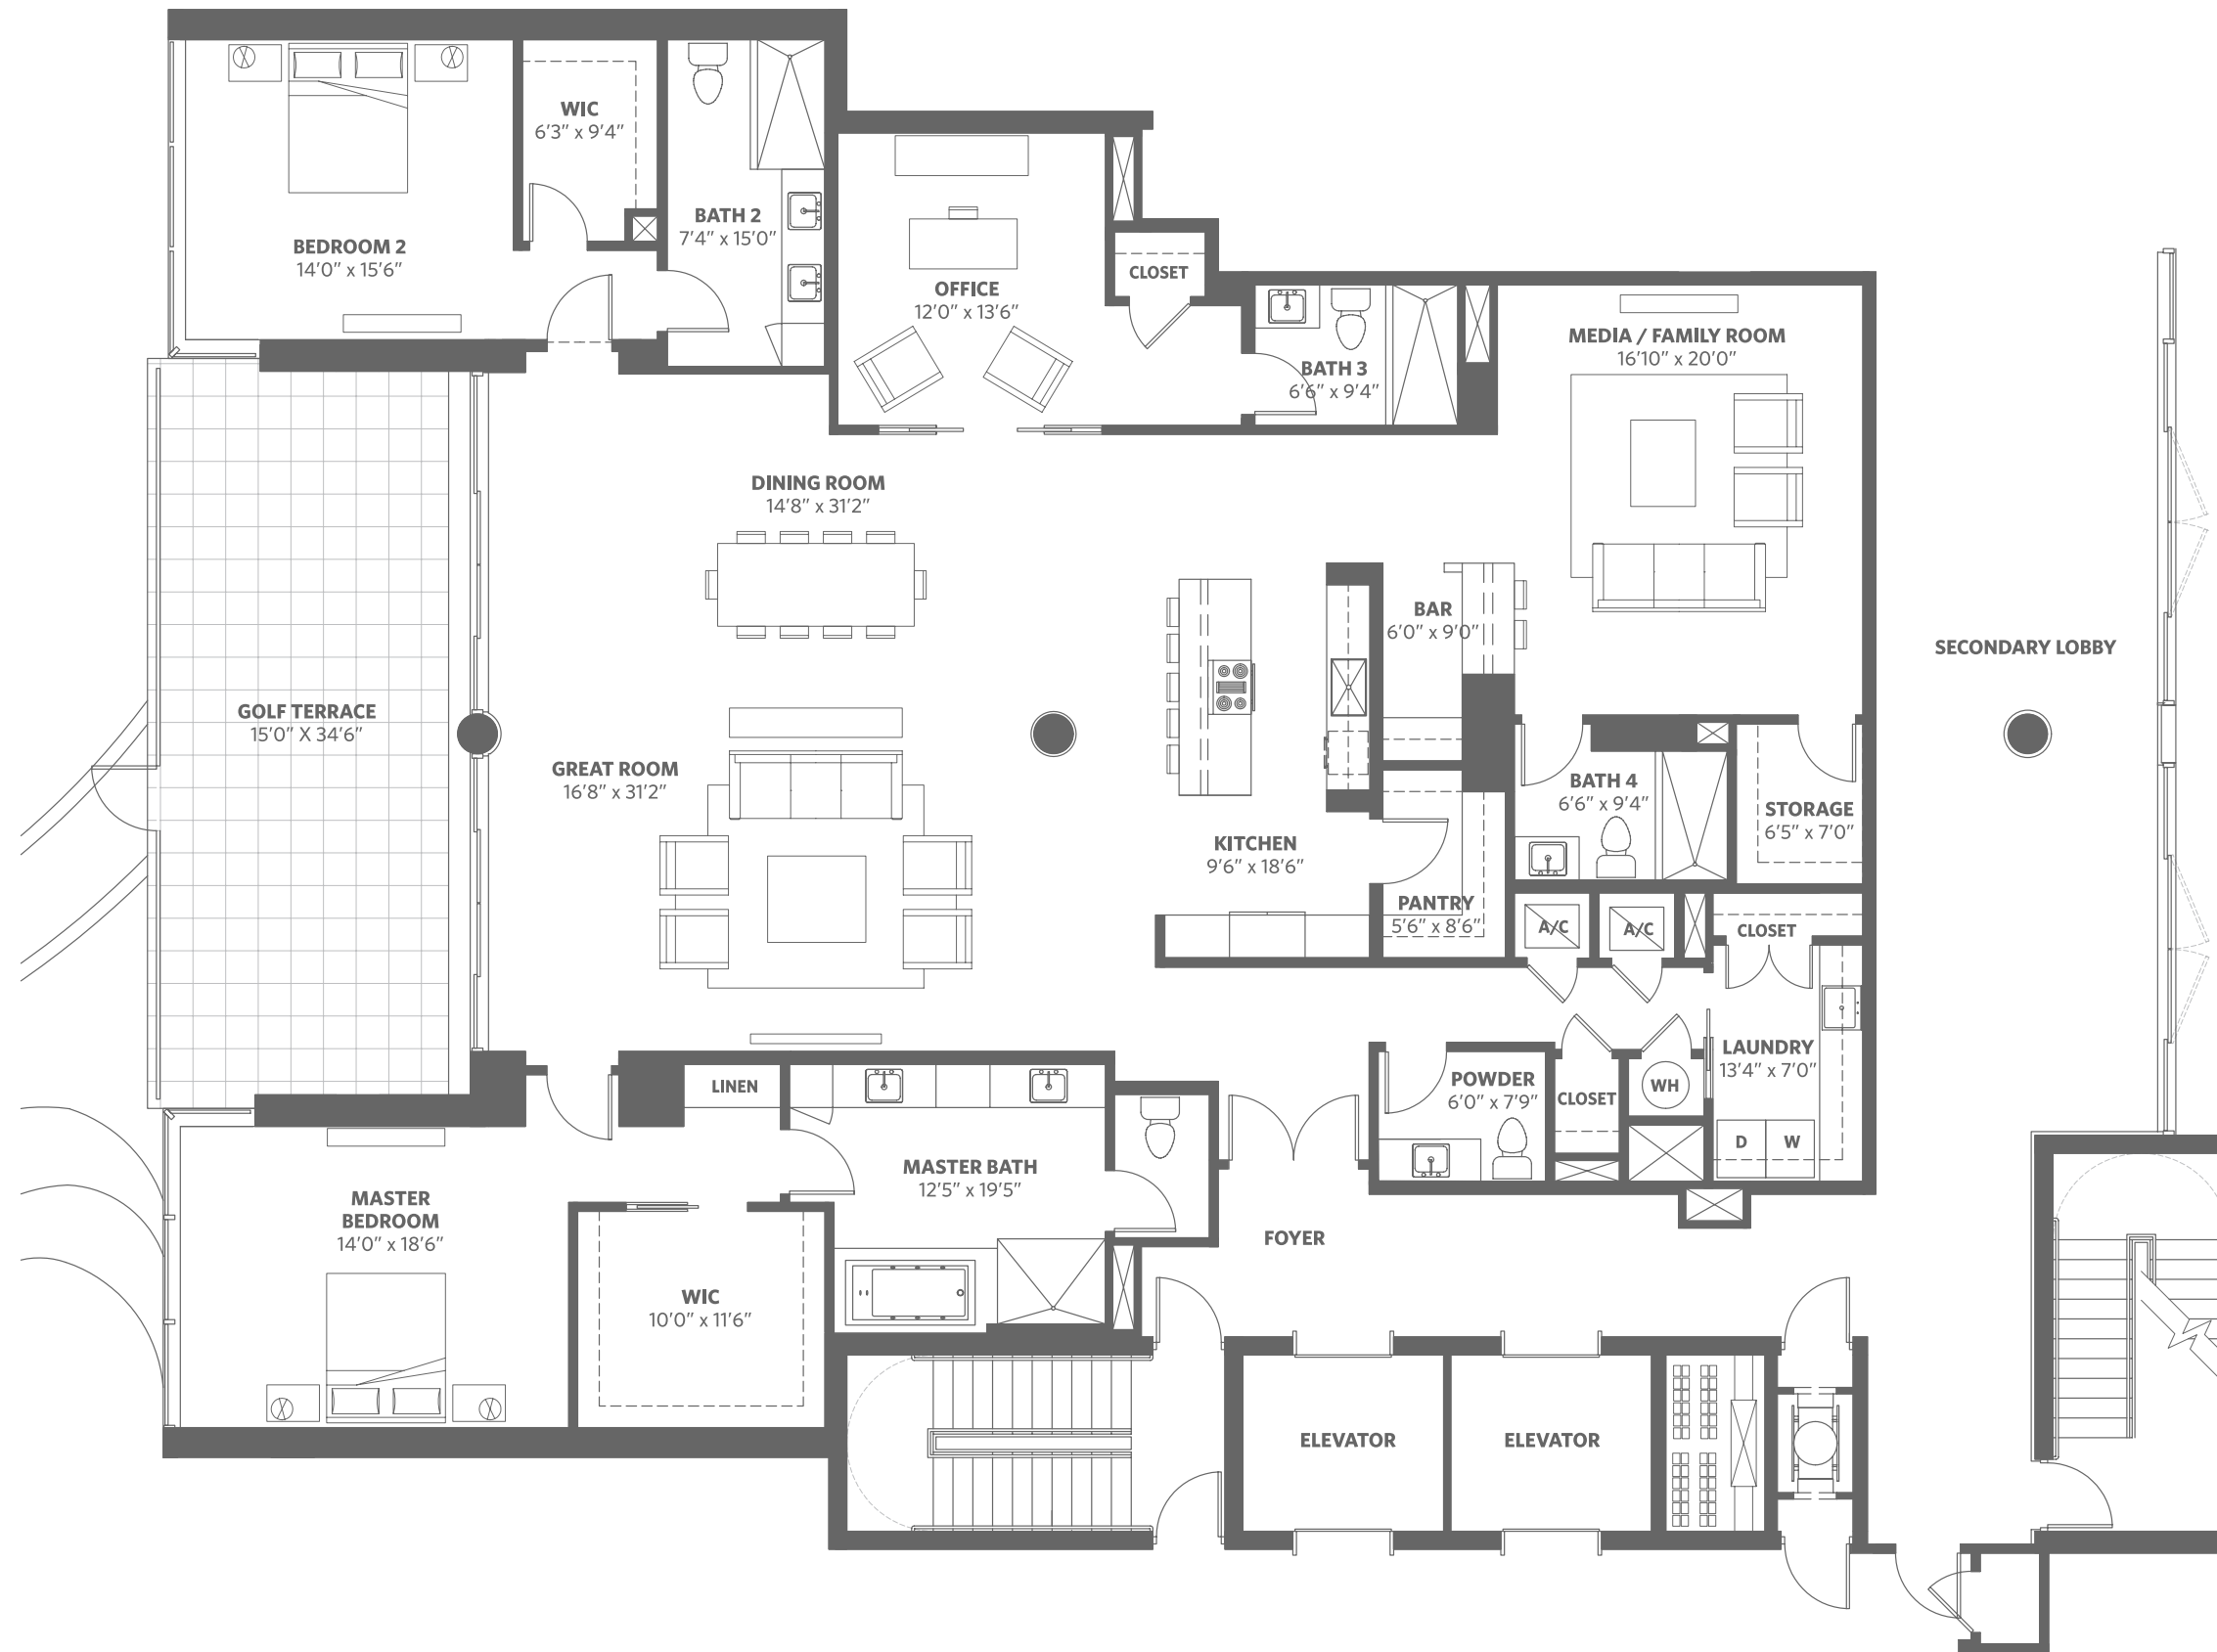 WIC
6'3" x 9'4"
BEDROOM 2
14'0" x 15'6"
BATH 2
7'4" x 15'0"
OFFICE
12'0" x 13'6"
CLOSET
BATH 3
6'6" x 9'4"
MEDIA / FAMILY ROOM
16'10" x 20'0"
DINING ROOM
14'8" x 31'2"
BAR
6'0" x 9'0"
SECONDARY LOBBY
GOLF TERRACE
15'0" X 34'6"
GREAT ROOM
16'8" x 31'2"
KITCHEN
9'6" x 18'6"
BATH 4
6'6" x 9'4"
STORAGE
6'5" x 7'0"
PANTRY
5'6" x 8'6"
A/C
A/C
CLOSET
LINEN
POWDER
6'0" x 7'9"
CLOSET
WH
LAUNDRY
13'4" x 7'0"
D
W
MASTER BATH
12'5" x 19'5"
MASTER
BEDROOM
14'0" x 18'6"
FOYER
WIC
10'0" x 11'6"
ELEVATOR
ELEVATOR